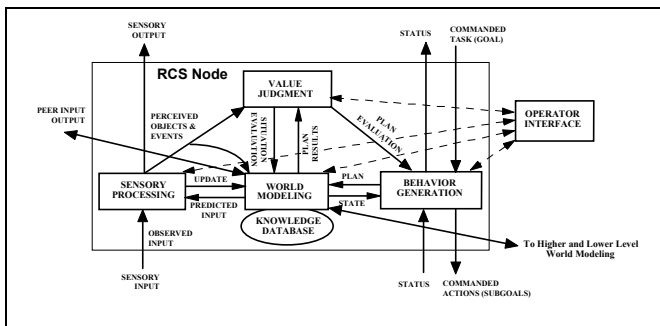 SENSORY
OUTPUT
STATUS
COMMANDED
TASK (GOAL)
RCS Node
VALUE
JUDGMENT
PEER INPUT
OUTPUT
PERCEIVED
OBJECTS &
EVENTS
SITUATION
EVALUATION
PLAN
RESULTS
PLAN
EVALUATION
OPERATOR
INTERFACE
SENSORY
PROCESSING
UPDATE
PREDICTED
INPUT
WORLD
MODELING
PLAN
STATE
BEHAVIOR
GENERATION
KNOWLEDGE
DATABASE
OBSERVED
INPUT
To Higher and Lower Level
World Modeling
SENSORY
INPUT
STATUS
COMMANDED
ACTIONS (SUBGOALS)